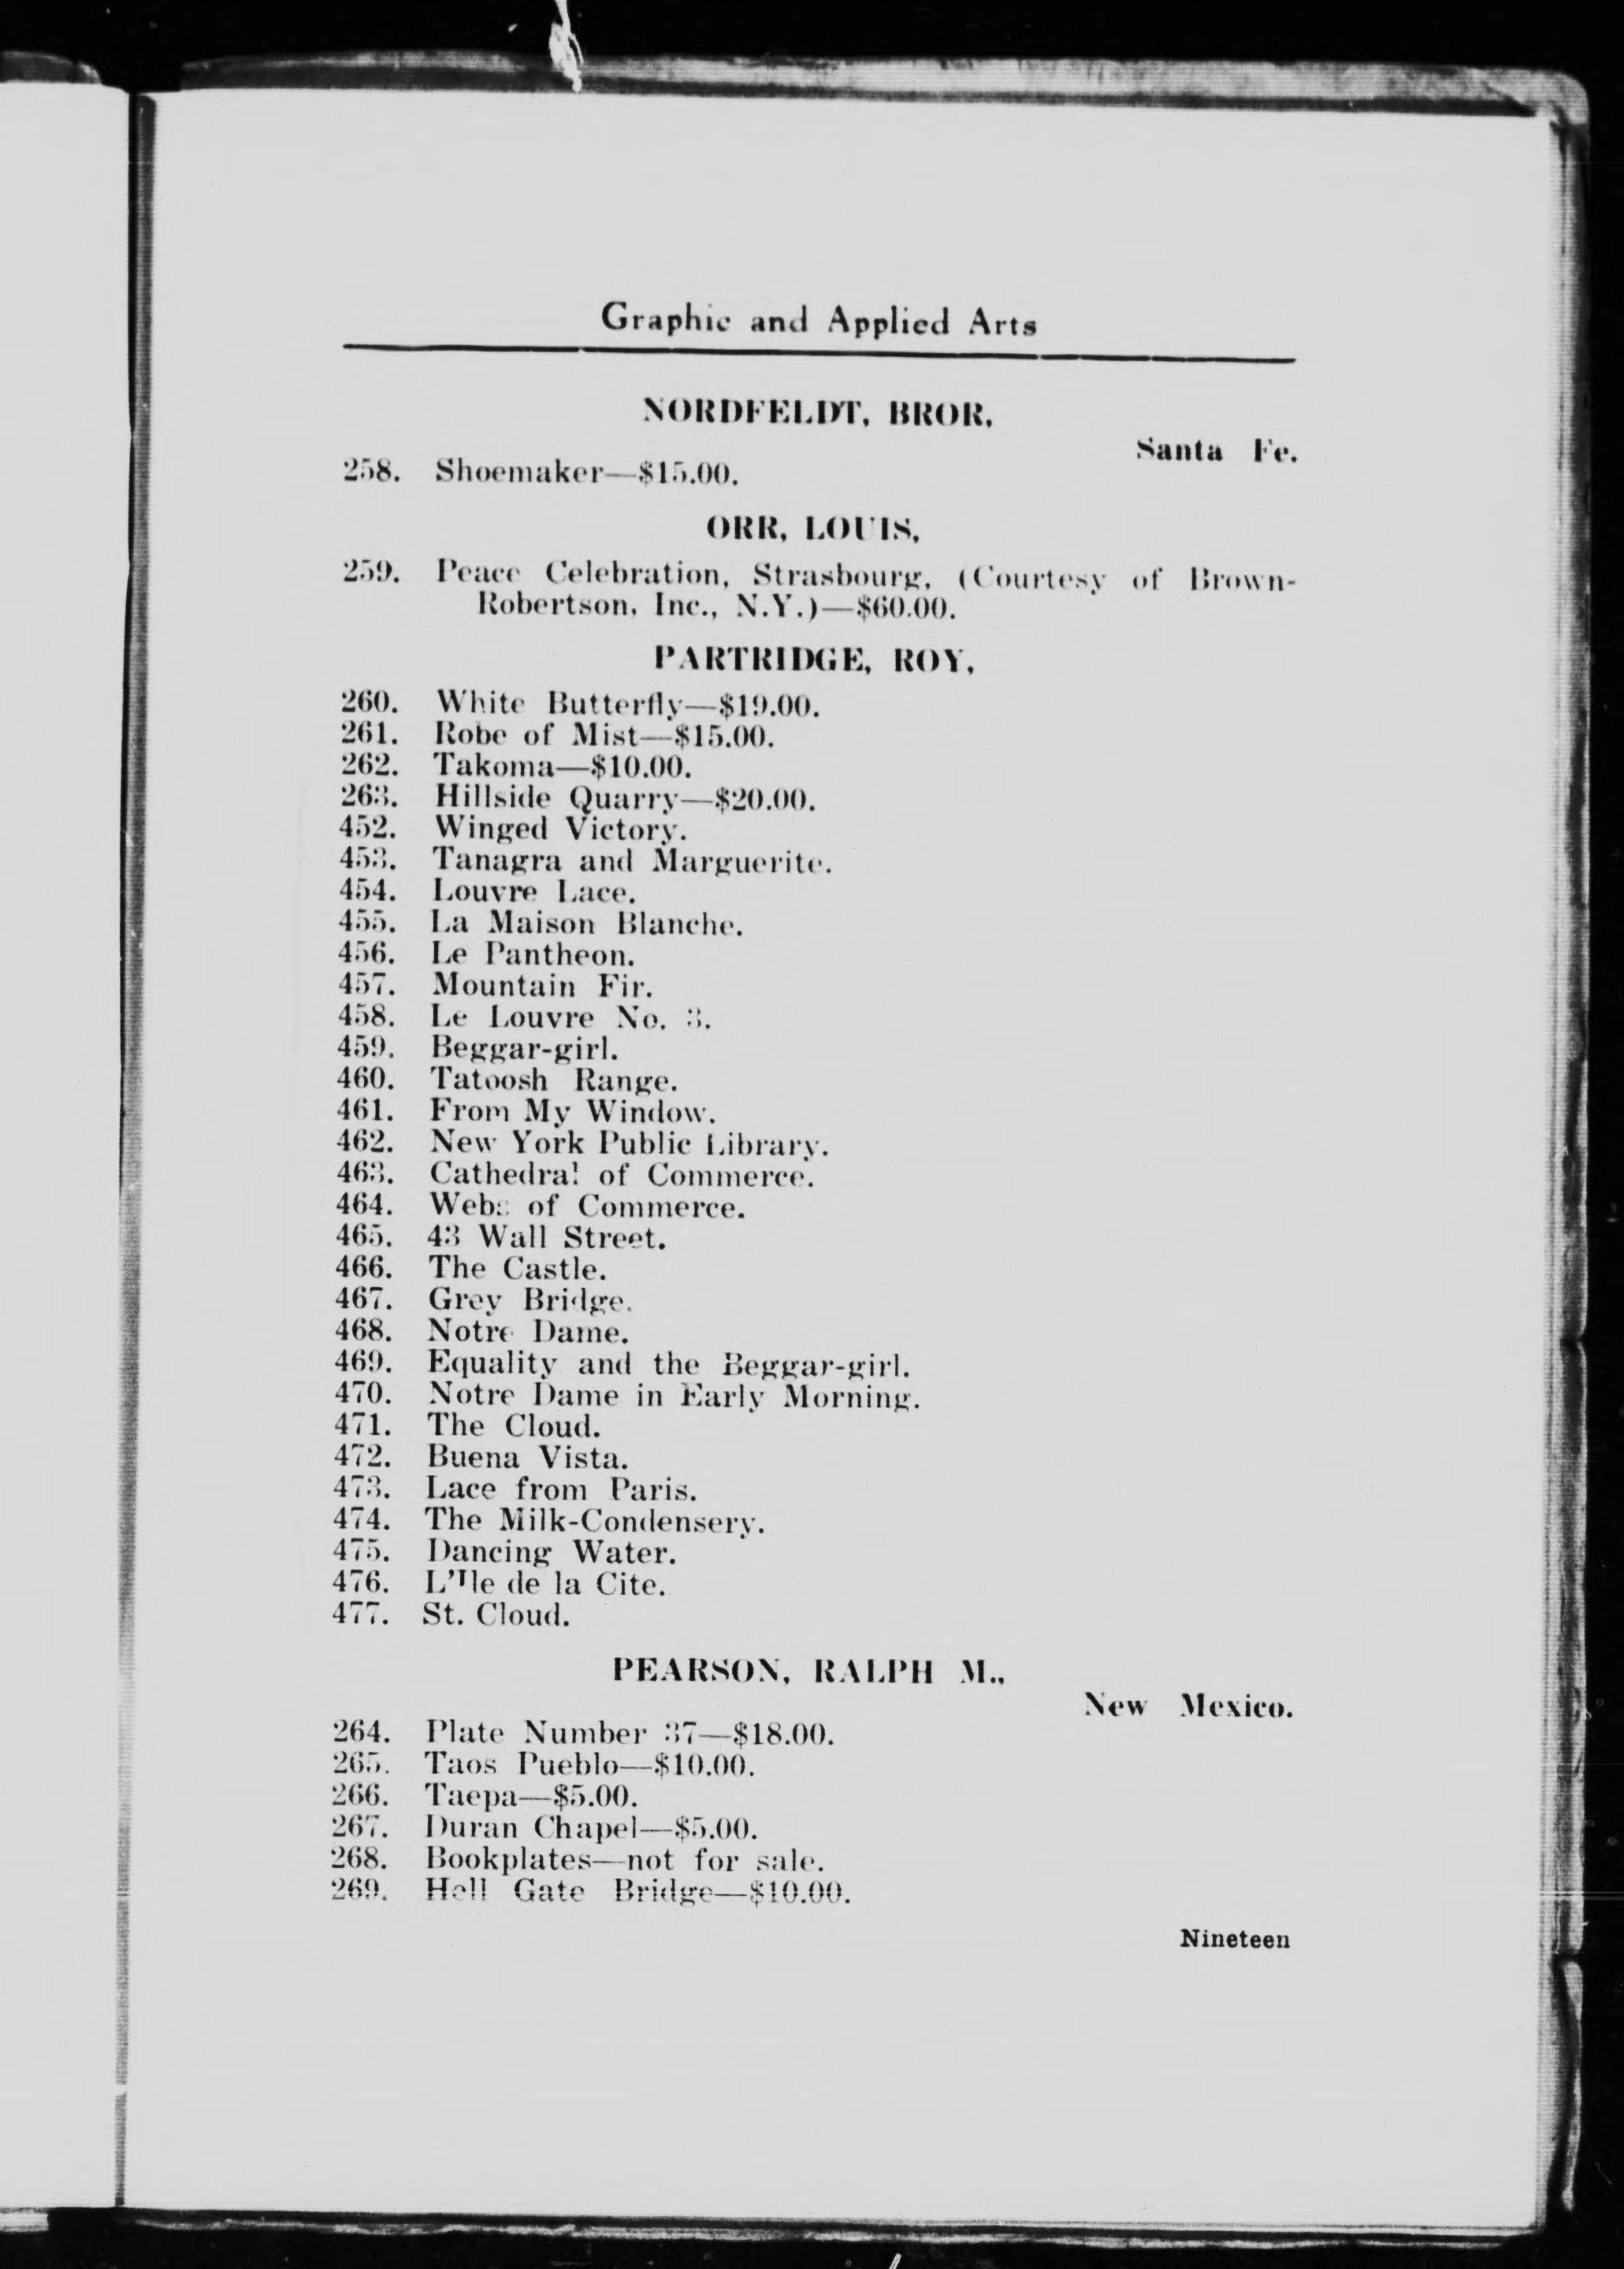 Graphic and Applied Arts
NORDFELDT, BROR,
Santa Fe.
258. Shoemaker—$15.00.
ORR, LOUIS,
259. Peace Celebration, Strasbourg, (Courtesy of Brown-
Robertson, Inc., N.Y.)—$60.00.
PARTRIDGE, ROY,
260. White Butterfly—$19.00.
261. Robe of Mist—$15.00.
262. Takoma—$10.00.
263. Hillside Quarry—$20.00.
452. Winged Victory.
453. Tanagra and Marguerite.
454. Louvre Lace.
455. La Maison Blanche.
456. Le Pantheon.
457. Mountain Fir.
458. Le Louvre No. 3.
459. Beggar-girl.
460. Tatoosh Range.
461. From My Window.
462. New York Public Library.
463. Cathedral of Commerce.
464. Webs of Commerce.
465. 43 Wall Street.
466. The Castle.
467. Grey Bridge.
468. Notre Dame.
469. Equality and the Beggar-girl.
470. Notre Dame in Early Morning.
471. The Cloud.
472. Buena Vista.
473. Lace from Paris.
474. The Milk-Condensery.
475. Dancing Water.
476. L'Ile de la Cite.
477. St. Cloud.
PEARSON, RALPH M.,
New Mexico.
264. Plate Number 37—$18.00.
265. Taos Pueblo—$10.00.
266. Taepa—$5.00.
267. Duran Chapel—$5.00.
268. Bookplates—not for sale.
269. Hell Gate Bridge—$10.00.
Nineteen